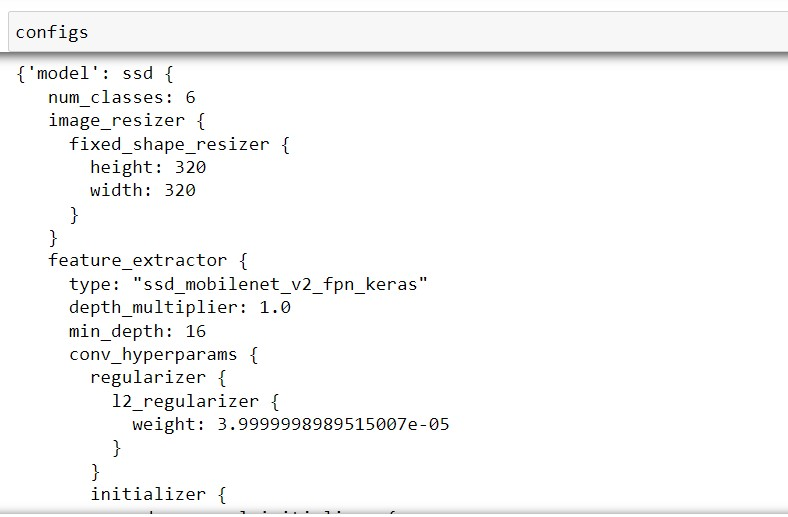 configs
{'model': ssd {
num_classes: 6
image_resizer {
fixed_shape_resizer {
height: 320
width: 320
}
}
feature_extractor {
type: "ssd_mobilenet_v2_fpn_keras"
depth_multiplier: 1.0
min_depth: 16
conv_hyperparams {
regularizer {
l2_regularizer {
weight: 3.9999998989515007e-05
}
}
initializer {